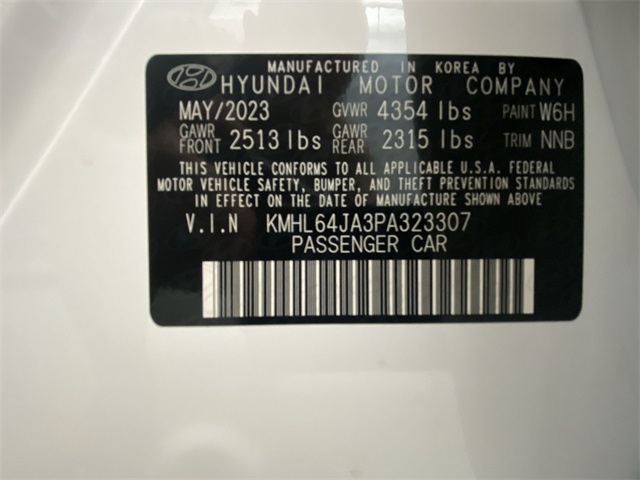 MANUFACTURED IN KOREA BY
HYUNDAI MOTOR COMPANY
MAY/2023 GVWR 4354 lbs PAINT W6H
GAWR FRONT 2513 lbs GAWR REAR 2315 lbs TRIM NNB
THIS VEHICLE CONFORMS TO ALL APPLICABLE U.S.A. FEDERAL
MOTOR VEHICLE SAFETY, BUMPER, AND THEFT PREVENTION STANDARDS
IN EFFECT ON THE DATE OF MANUFACTURE SHOWN ABOVE
V.I.N KMHL64JA3PA323307
PASSENGER CAR